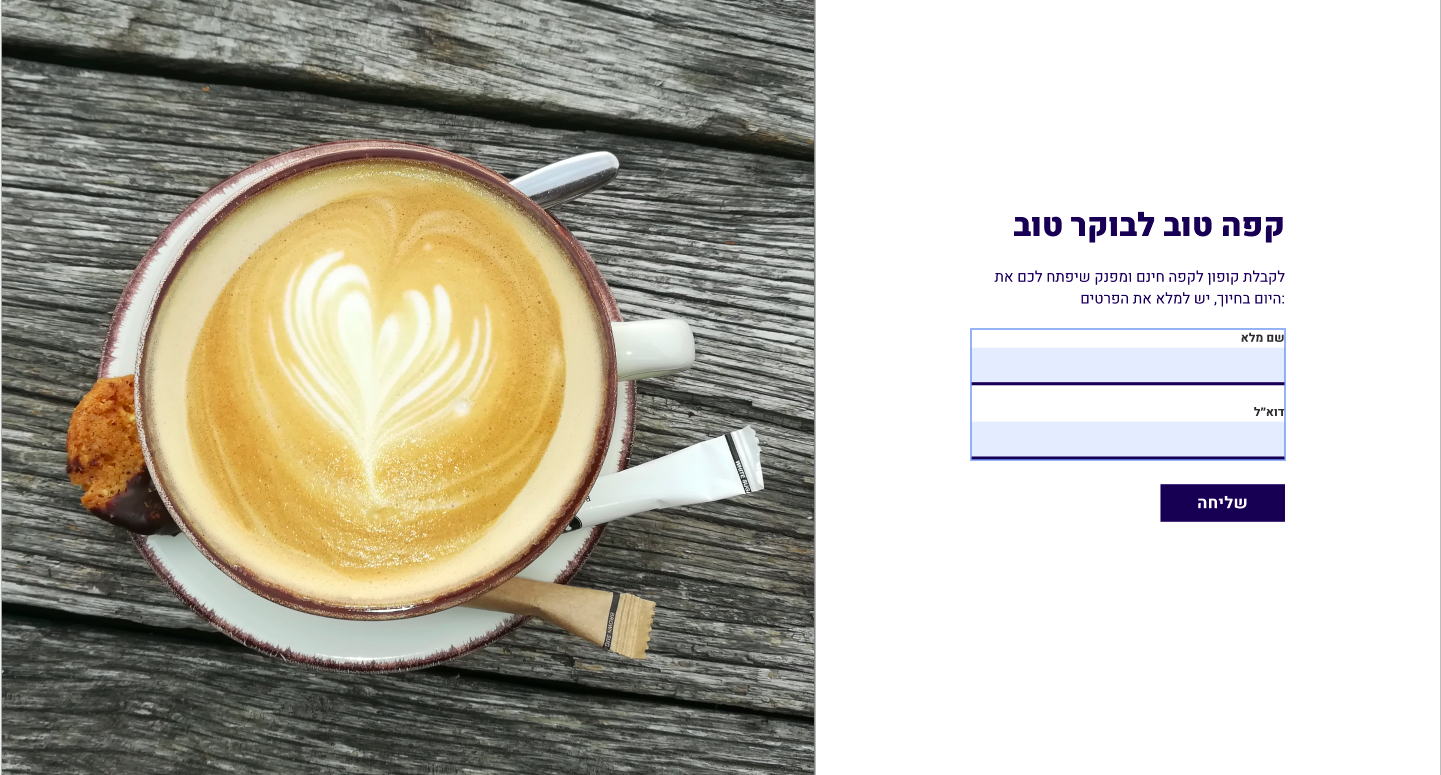 קפה טוב לבוקר טוב
לקבלת קופון לקפה חינם ומפנק שיפתח לכם את
היום בחיוך, יש למלא את הפרטים:
שם מלא
דוא״ל
שליחה